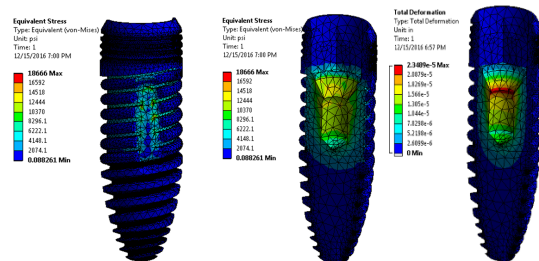 Equivalent Stress
Type: Equivalent (von-Mises)
Unit: psi
Time: 1
12/15/2016 7:00 PM
18666 Max
16592
14518
12444
10370
8296.1
6222.1
4148.1
2074.1
0.088261 Min
Equivalent Stress
Type: Equivalent (von-Mises)
Unit: psi
Time: 1
12/15/2016 7:00 PM
18666 Max
16592
14518
12444
10370
8296.1
6222.1
4148.1
2074.1
0.088261 Min
Total Deformation
Type: Total Deformation
Unit: in
Time: 1
12/15/2016 6:57 PM
2.3489e-5 Max
2.0879e-5
1.8269e-5
1.566e-5
1.305e-5
1.044e-5
7.8298e-6
5.2198e-6
2.6099e-6
0 Min